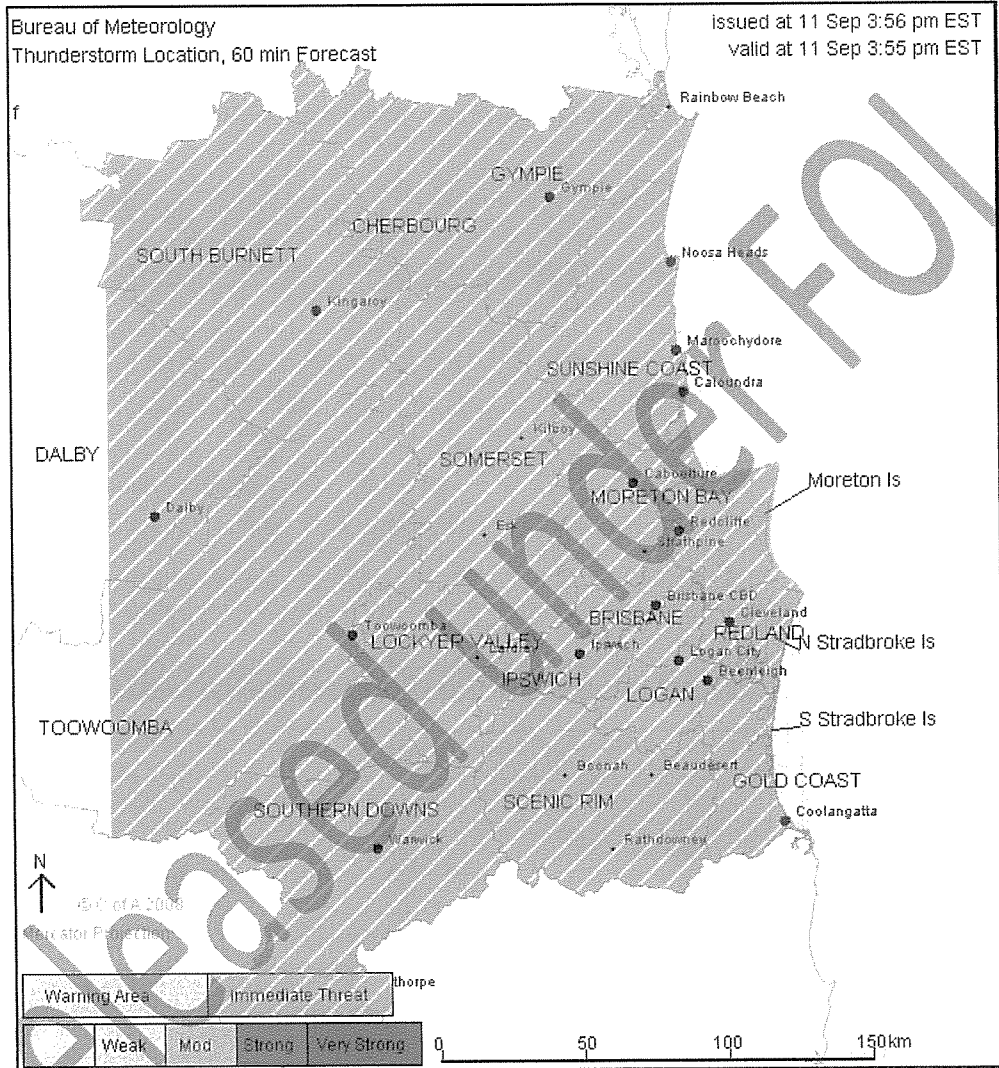 Bureau of Meteorology
Thunderstorm Location, 60 min Forecast
issued at 11 Sep 3:56 pm EST
valid at 11 Sep 3:55 pm EST
f
Rainbow Beach
GYMPIE
Gympie
CHERBOURG
SOUTH BURNETT
Noosa Heads
Kingaroy
Maroochydore
SUNSHINE COAST
Caloundra
Kilcoy
DALBY
SOMERSET
Caboolture
Moreton Is
MORETON BAY
Dalby
Esk
Redcliffe
Strathpine
Brisbane CBD
BRISBANE
Cleveland
Toowoomba
LOCKYER VALLEY
REDLAND
N Stradbroke Is
Ipswich
Logan City
IPSWICH
Beenleigh
LOGAN
TOOWOOMBA
S Stradbroke Is
Boonah
Beaudesert
GOLD COAST
SOUTHERN DOWNS
SCENIC RIM
Coolangatta
Warwick
Rathdowney
N
© C of A 2008
Mercator Projection
thorpe
Warning Area
Immediate Threat
Weak
Mod
Strong
Very Strong
0 50 100 150km
eleased under FOI